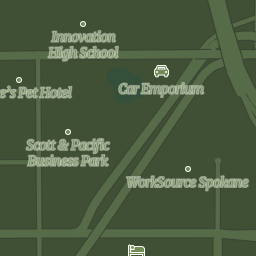 Innovation
High School
Car Emporium
e's Pet Hotel
Scott & Pacific
Business Park
WorkSource Spokane